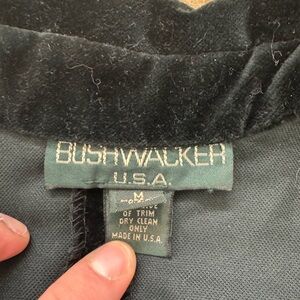 BUSHWACKER
U.S.A.
M
OF TRIM
DRY CLEAN
ONLY
MADE IN U.S.A.